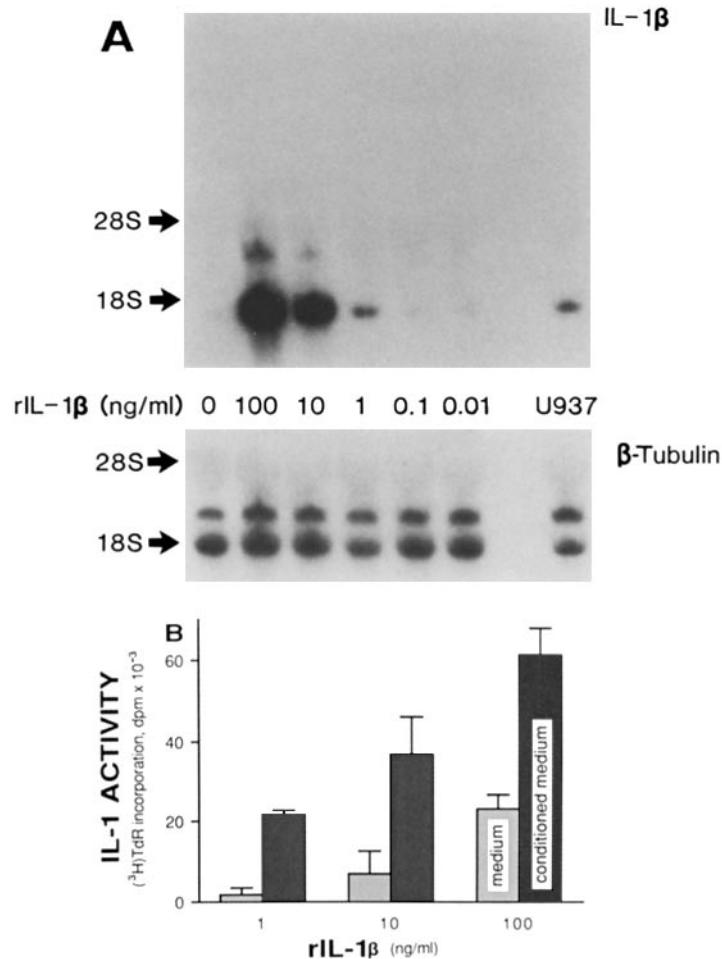 A
IL-1β
28S
18S
rIL-1β (ng/ml) 0 100 10 1 0.1 0.01 U937
28S
β-Tubulin
18S
B
IL-1 ACTIVITY
(³H)TdR incorporation, dpm x 10⁻³
60
40
20
0
medium
conditioned medium
1 10 100
rIL-1β (ng/ml)